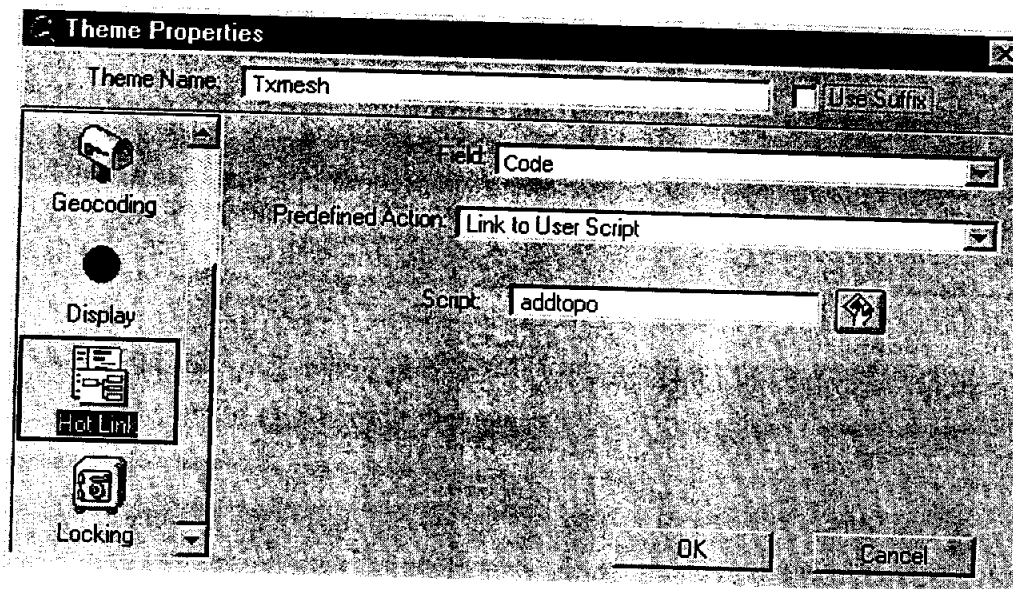 Theme Properties
Theme Name: Txmesh Use Suffix
Geocoding
Display
Hot Link
Locking
Field: Code
Predefined Action: Link to User Script
Script: addtopo
OK Cancel